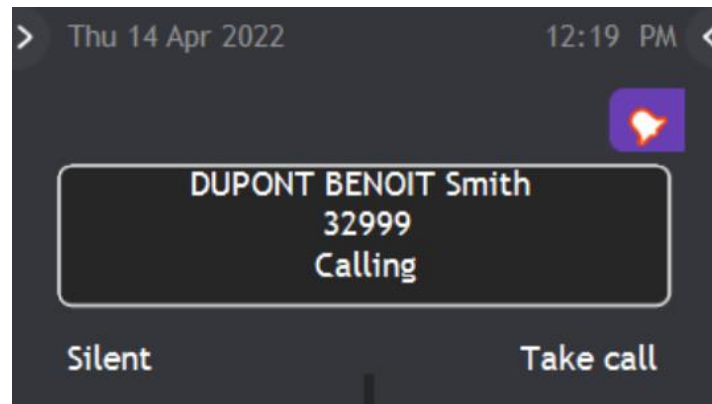 Thu 14 Apr 2022 12:19 PM
DUPONT BENOIT Smith
32999
Calling
Silent Take call